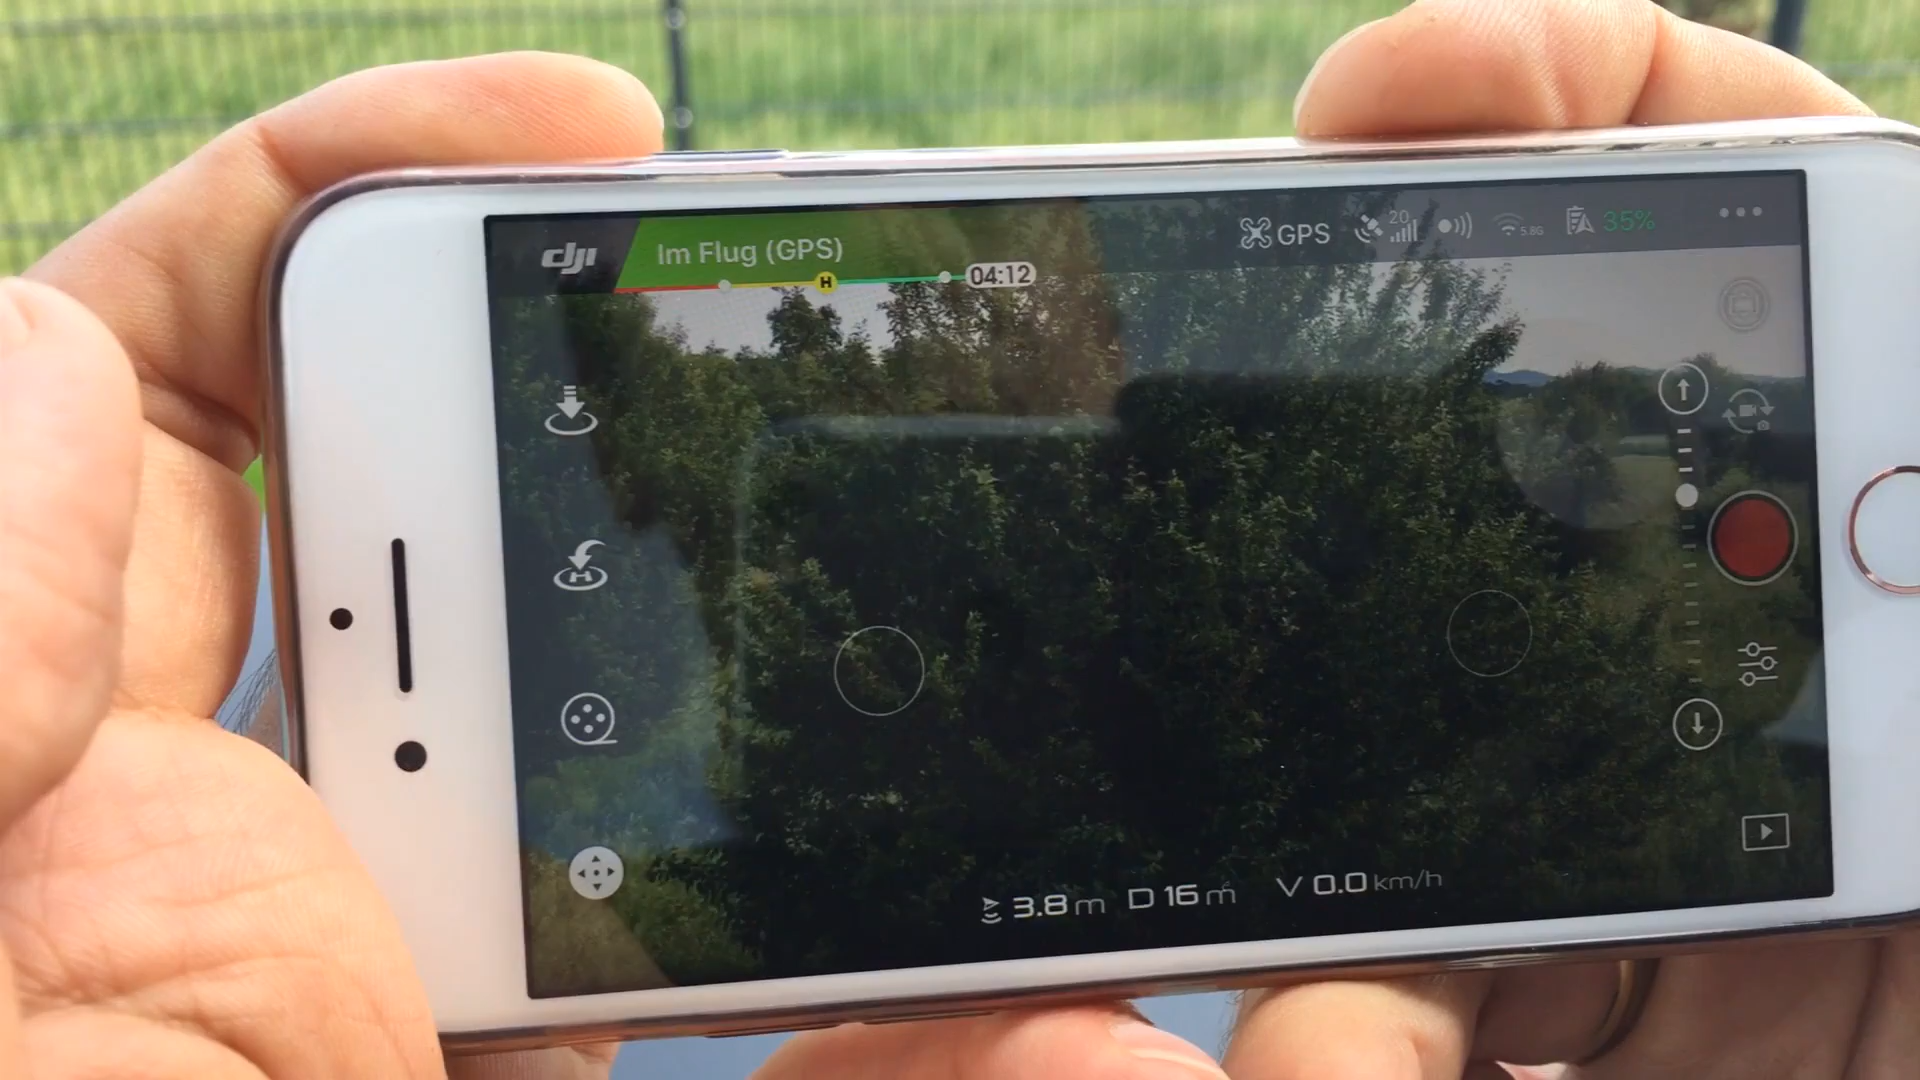 dji Im Flug (GPS) GPS 20 5.8G 35%
H 04:12
H
3.8 m D 16 m V 0.0 km/h